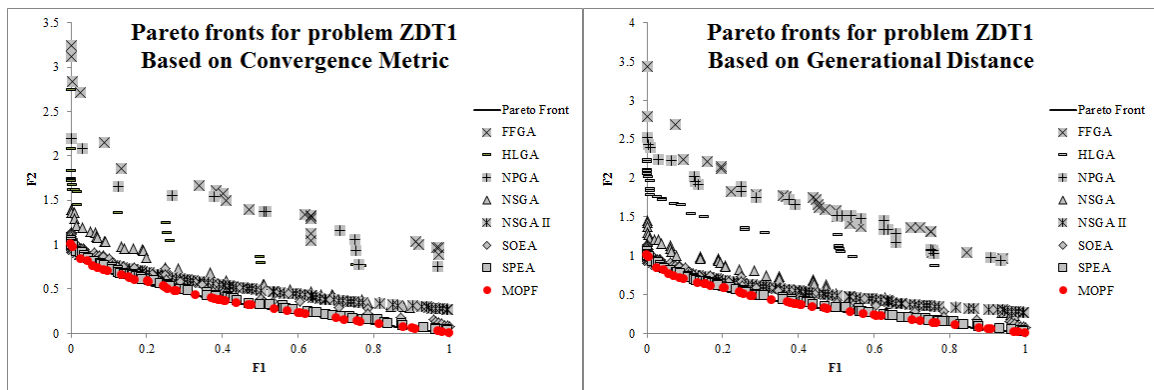 Pareto fronts for problem ZDT1
Based on Convergence Metric
3.5
3
2.5
2
1.5
1
0.5
0
F2
0
0.2
0.4
0.6
0.8
1
F1
Pareto Front
FFGA
HLGA
NPGA
NSGA
NSGA II
SOEA
SPEA
MOPF
Pareto fronts for problem ZDT1
Based on Generational Distance
4
3.5
3
2.5
2
1.5
1
0.5
0
F2
0
0.2
0.4
0.6
0.8
1
F1
Pareto Front
FFGA
HLGA
NPGA
NSGA
NSGA II
SOEA
SPEA
MOPF